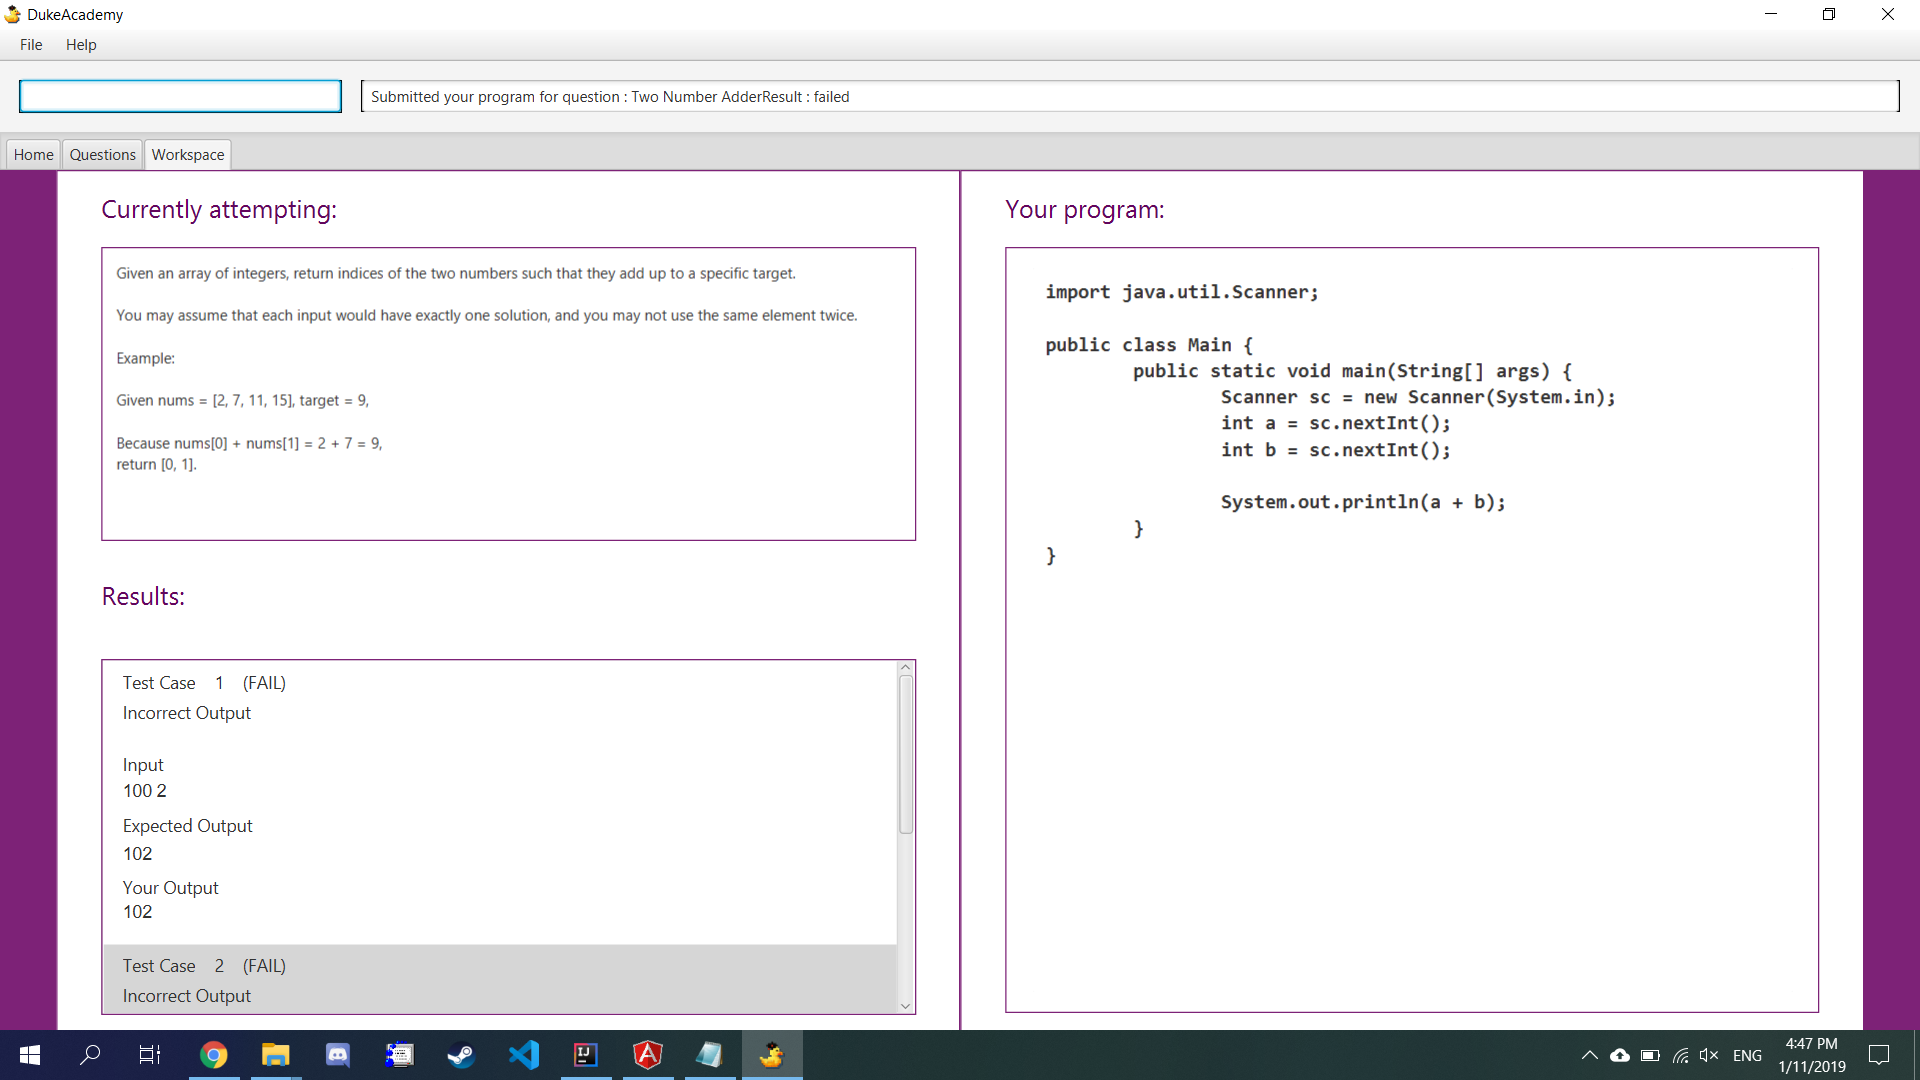 DukeAcademy
File Help
Submitted your program for question : Two Number AdderResult : failed
Home Questions Workspace
Currently attempting:
Given an array of integers, return indices of the two numbers such that they add up to a specific target.
You may assume that each input would have exactly one solution, and you may not use the same element twice.
Example:
Given nums = [2, 7, 11, 15], target = 9,
Because nums[0] + nums[1] = 2 + 7 = 9,
return [0, 1].
Results:
Test Case 1 (FAIL)
Incorrect Output
Input
100 2
Expected Output
102
Your Output
102
Test Case 2 (FAIL)
Incorrect Output
Your program:
import java.util.Scanner;
public class Main {
public static void main(String[] args) {
Scanner sc = new Scanner(System.in);
int a = sc.nextInt();
int b = sc.nextInt();
System.out.println(a + b);
}
}
IJ
A
ENG
4:47 PM
1/11/2019